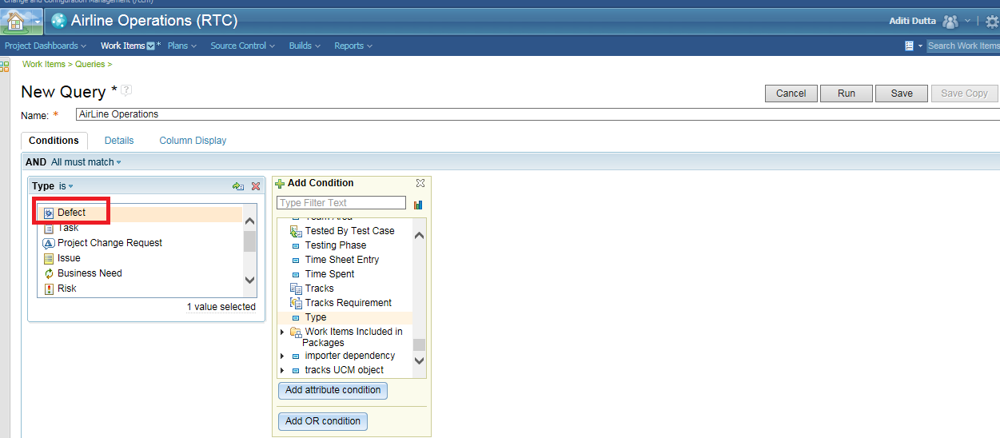 Change and Configuration Management (/ccm)
Airline Operations (RTC)
Aditi Dutta
Project Dashboards
Work Items *
Plans
Source Control
Builds
Reports
Search Work Items
Work Items > Queries >
New Query * ?
Cancel
Run
Save
Save Copy
Name: * AirLine Operations
Conditions
Details
Column Display
AND All must match
Type is
Defect
Task
Project Change Request
Issue
Business Need
Risk
1 value selected
Add Condition
Type Filter Text
Team Area
Tested By Test Case
Testing Phase
Time Sheet Entry
Time Spent
Tracks
Tracks Requirement
Type
Work Items Included in
Packages
importer dependency
tracks UCM object
Add attribute condition
Add OR condition